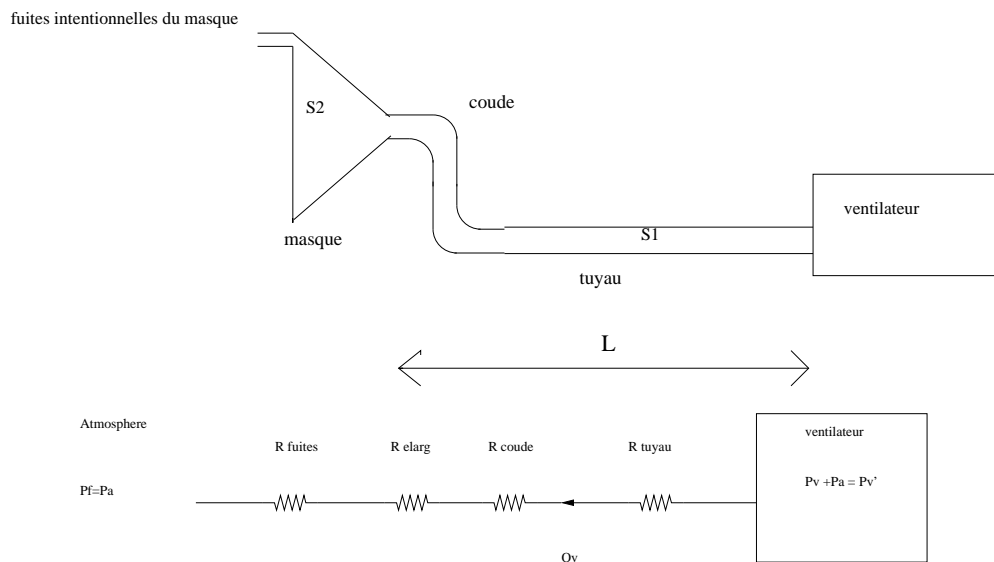 fuites intentionnelles du masque
S2
coude
ventilateur
masque
S1
tuyau
L
Atmosphere
ventilateur
R fuites
R elarg
R coude
R tuyau
Pf=Pa
Pv +Pa = Pv'
Qv